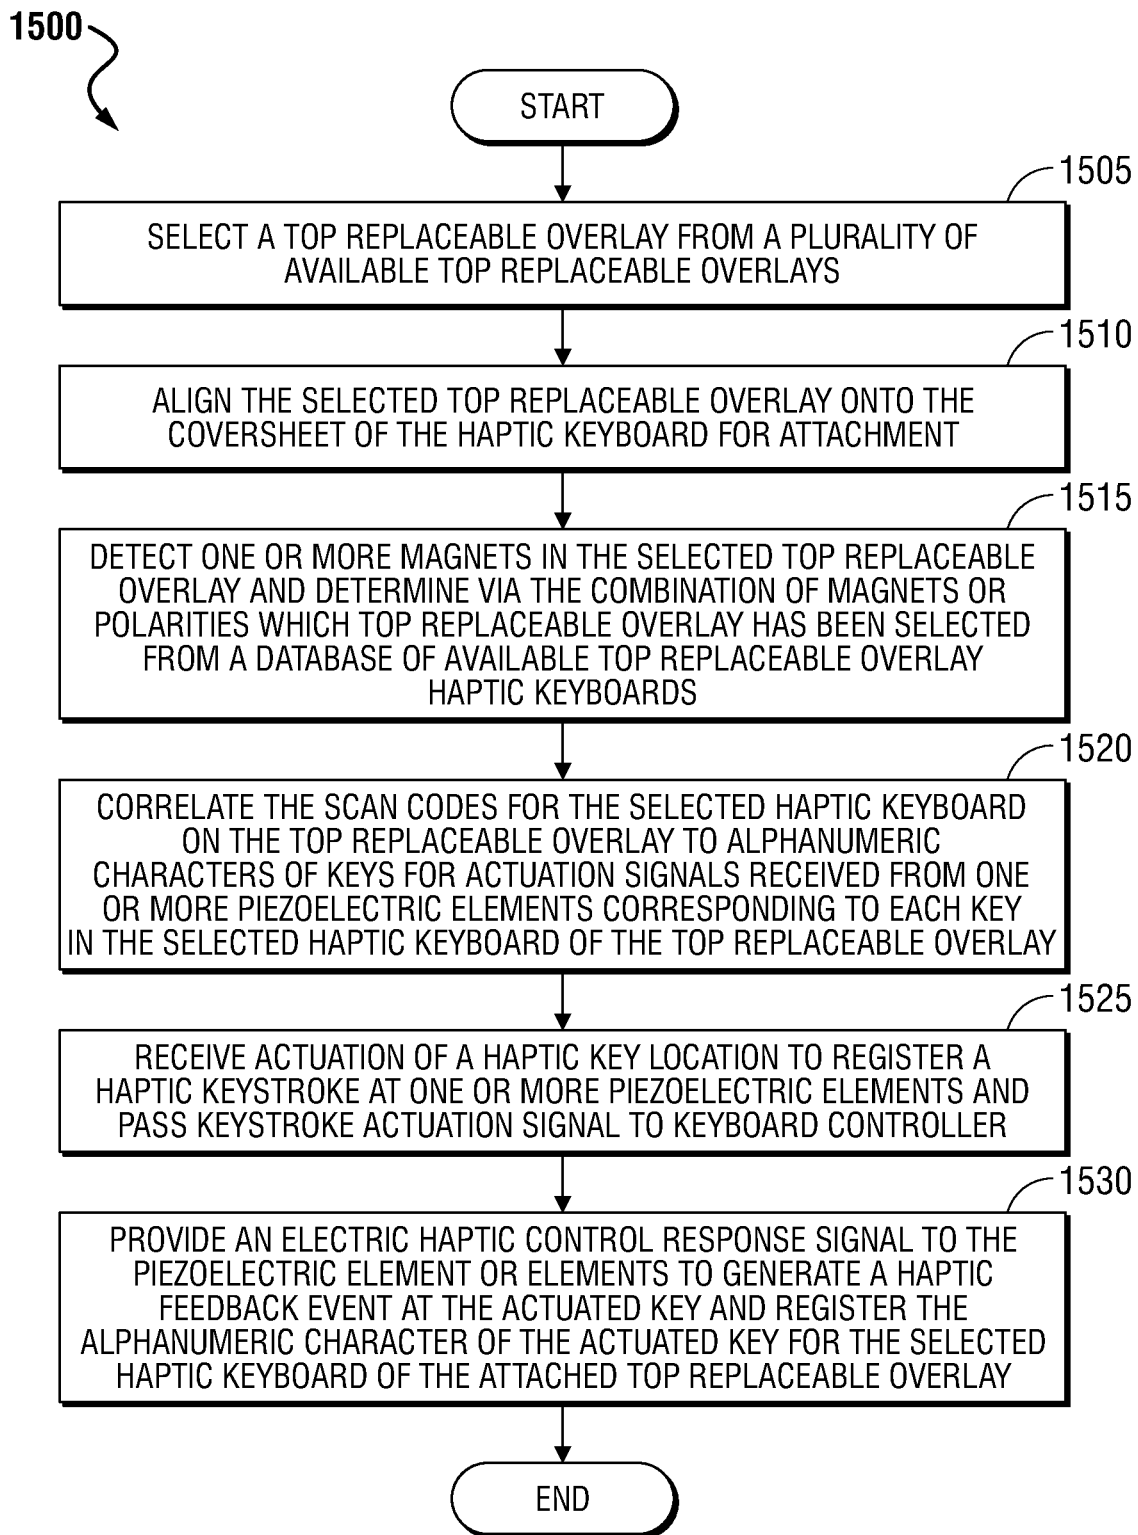 1500
START
1505
SELECT A TOP REPLACEABLE OVERLAY FROM A PLURALITY OF
AVAILABLE TOP REPLACEABLE OVERLAYS
1510
ALIGN THE SELECTED TOP REPLACEABLE OVERLAY ONTO THE
COVERSHEET OF THE HAPTIC KEYBOARD FOR ATTACHMENT
1515
DETECT ONE OR MORE MAGNETS IN THE SELECTED TOP REPLACEABLE
OVERLAY AND DETERMINE VIA THE COMBINATION OF MAGNETS OR
POLARITIES WHICH TOP REPLACEABLE OVERLAY HAS BEEN SELECTED
FROM A DATABASE OF AVAILABLE TOP REPLACEABLE OVERLAY
HAPTIC KEYBOARDS
1520
CORRELATE THE SCAN CODES FOR THE SELECTED HAPTIC KEYBOARD
ON THE TOP REPLACEABLE OVERLAY TO ALPHANUMERIC
CHARACTERS OF KEYS FOR ACTUATION SIGNALS RECEIVED FROM ONE
OR MORE PIEZOELECTRIC ELEMENTS CORRESPONDING TO EACH KEY
IN THE SELECTED HAPTIC KEYBOARD OF THE TOP REPLACEABLE OVERLAY
1525
RECEIVE ACTUATION OF A HAPTIC KEY LOCATION TO REGISTER A
HAPTIC KEYSTROKE AT ONE OR MORE PIEZOELECTRIC ELEMENTS AND
PASS KEYSTROKE ACTUATION SIGNAL TO KEYBOARD CONTROLLER
1530
PROVIDE AN ELECTRIC HAPTIC CONTROL RESPONSE SIGNAL TO THE
PIEZOELECTRIC ELEMENT OR ELEMENTS TO GENERATE A HAPTIC
FEEDBACK EVENT AT THE ACTUATED KEY AND REGISTER THE
ALPHANUMERIC CHARACTER OF THE ACTUATED KEY FOR THE SELECTED
HAPTIC KEYBOARD OF THE ATTACHED TOP REPLACEABLE OVERLAY
END